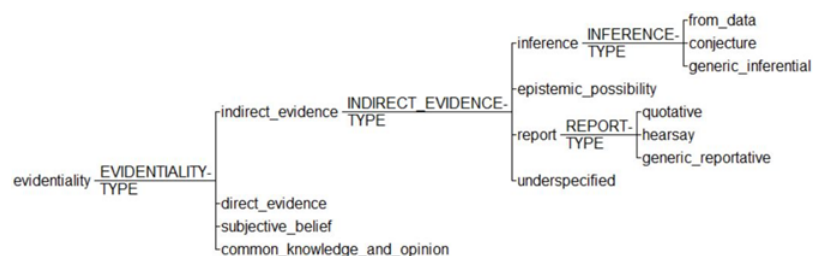 from_data
inference INFERENCE-TYPE conjecture
generic_inferential
epistemic_possibility
indirect_evidence INDIRECT_EVIDENCE-TYPE
quotative
report REPORT-TYPE hearsay
generic_reportative
evidentiality EVIDENTIALITY-TYPE
underspecified
direct_evidence
subjective_belief
common_knowledge_and_opinion